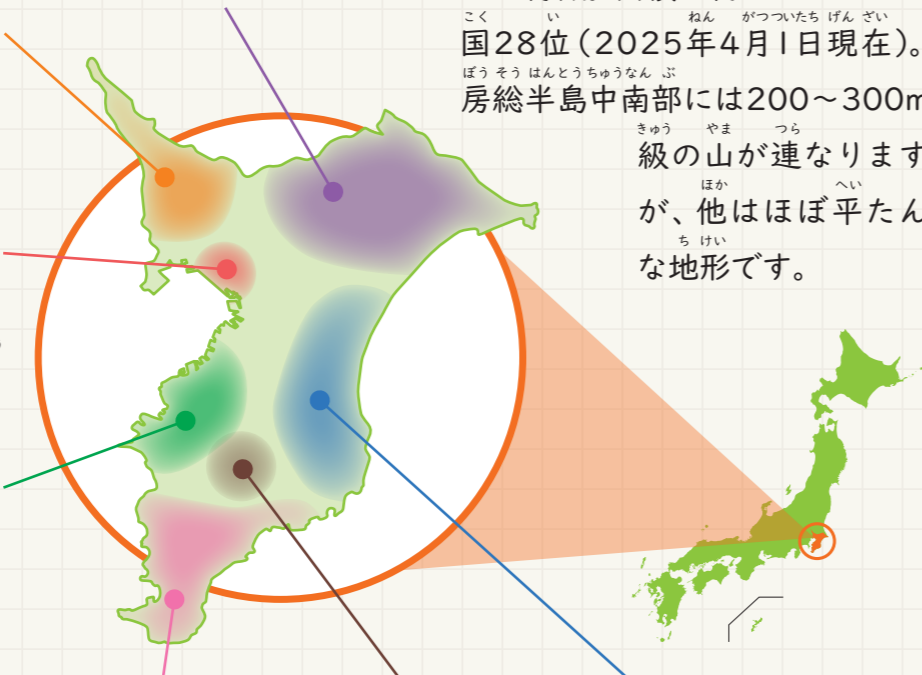 国28位（2025年4月1日現在）。
房総半島中南部には200〜300m
級の山が連なります
が、他はほぼ平たん
な地形です。